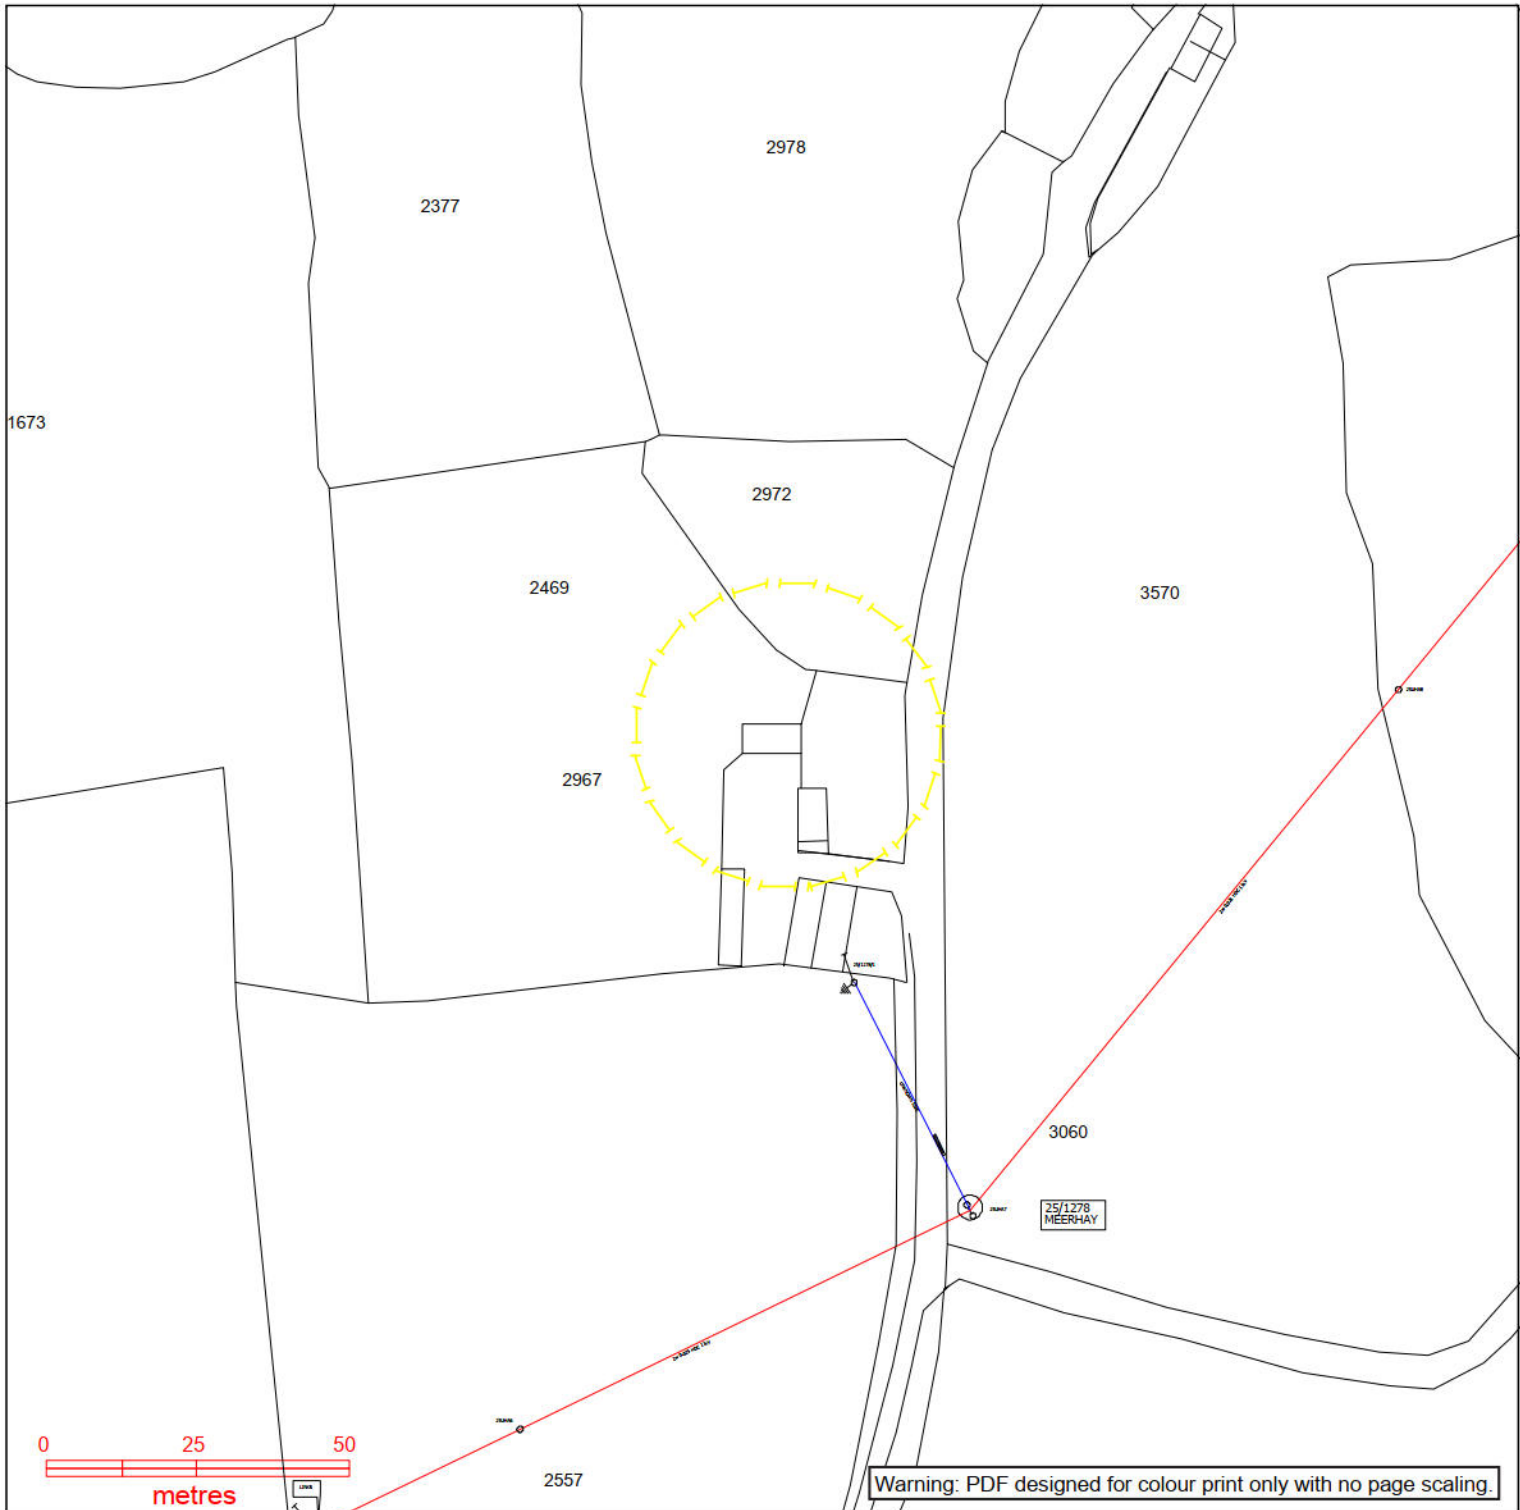 2978
2377
1673
2972
2469
3570
2967
3060
25/1278
MEERHAY
0 25 50
metres
2557
Warning: PDF designed for colour print only with no page scaling.